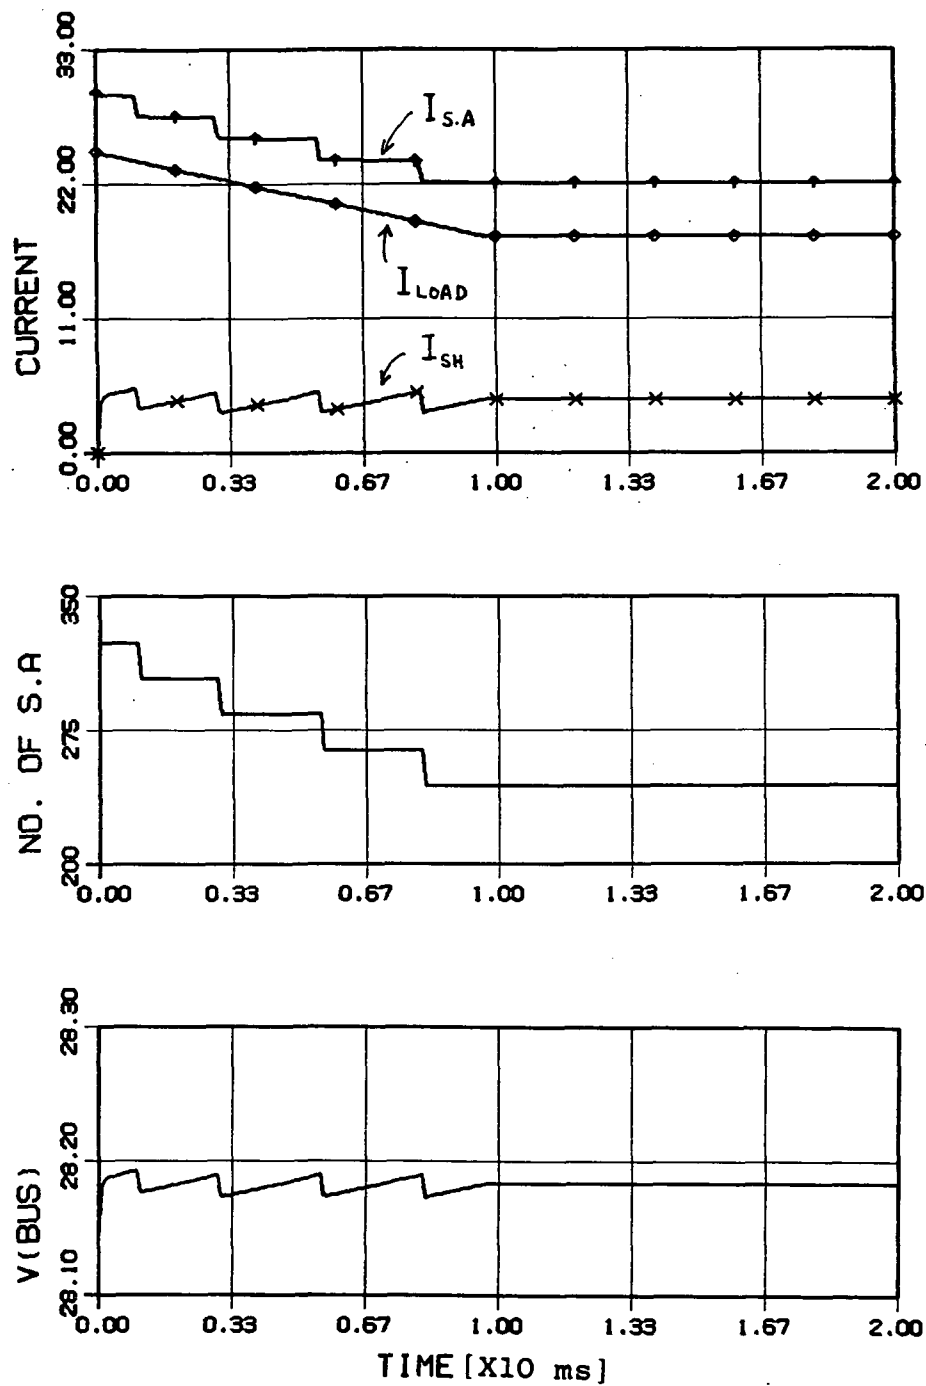 33.00
22.00
11.00
0.00
CURRENT
I S.A
I LOAD
I SH
0.00 0.33 0.67 1.00 1.33 1.67 2.00
350
275
200
NO. OF S.A
0.00 0.33 0.67 1.00 1.33 1.67 2.00
28.30
28.20
28.10
V(BUS)
0.00 0.33 0.67 1.00 1.33 1.67 2.00
TIME [X10 ms]